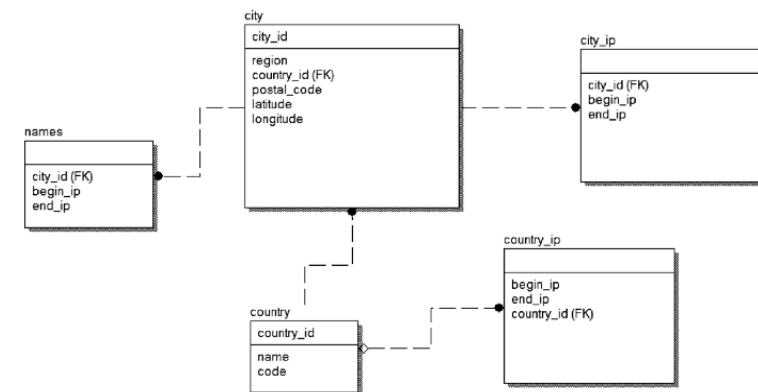 city
city_id
region
country_id (FK)
postal_code
latitude
longitude
city_ip
city_id (FK)
begin_ip
end_ip
names
city_id (FK)
begin_ip
end_ip
country_ip
begin_ip
end_ip
country_id (FK)
country
country_id
name
code